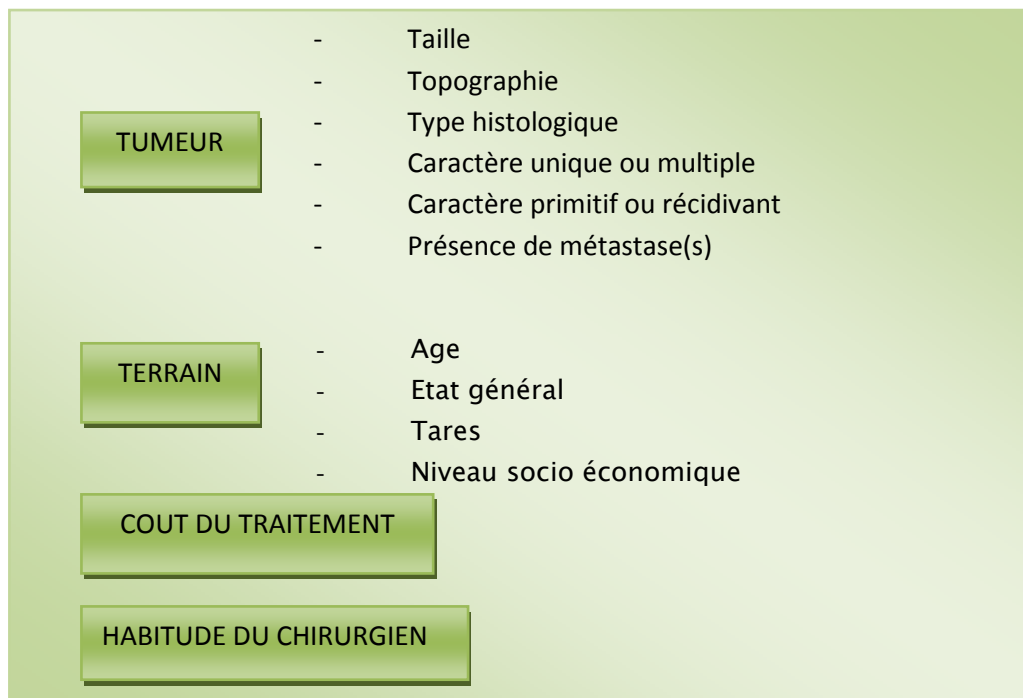 - Taille
- Topographie
TUMEUR
- Type histologique
- Caractère unique ou multiple
- Caractère primitif ou récidivant
- Présence de métastase(s)
TERRAIN
- Age
- Etat général
- Tares
- Niveau socio économique
COUT DU TRAITEMENT
HABITUDE DU CHIRURGIEN